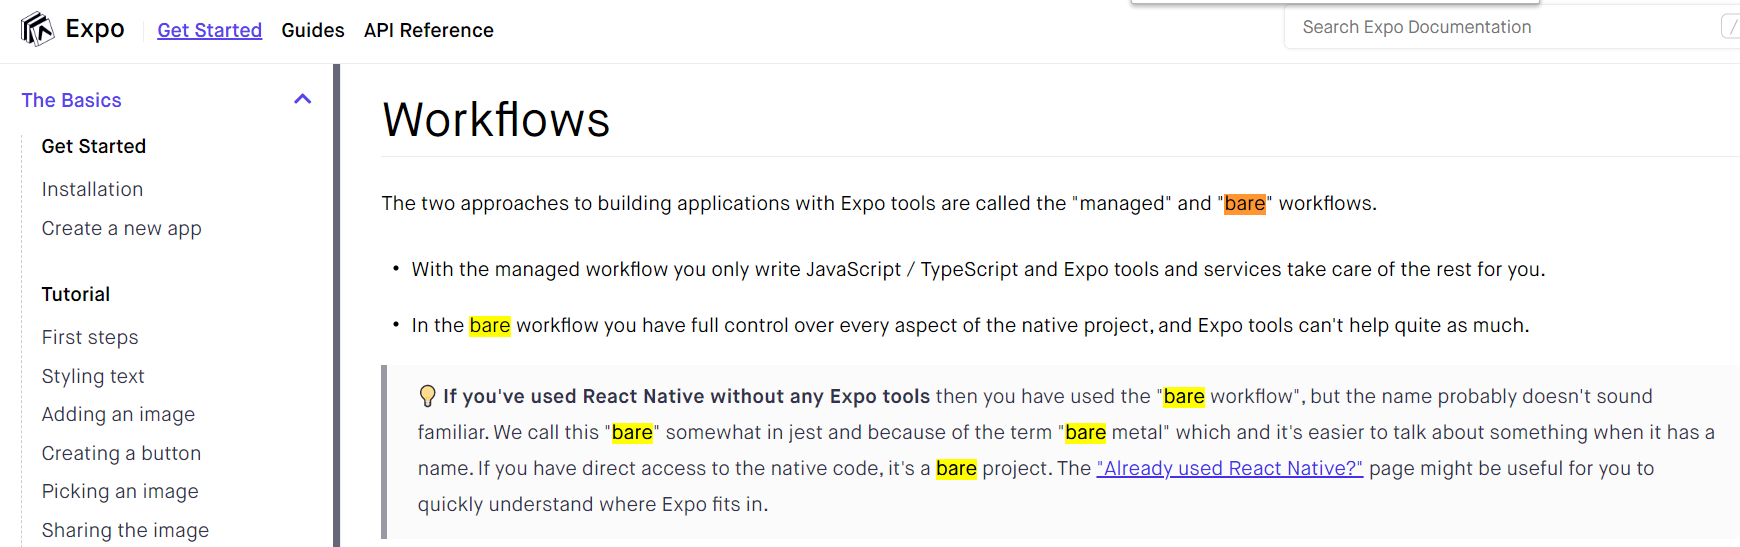 Expo
Get Started
Guides
API Reference
Search Expo Documentation
/
The Basics
Get Started
Installation
Create a new app
Tutorial
First steps
Styling text
Adding an image
Creating a button
Picking an image
Sharing the image
Workflows
The two approaches to building applications with Expo tools are called the "managed" and "bare" workflows.
• With the managed workflow you only write JavaScript / TypeScript and Expo tools and services take care of the rest for you.
• In the bare workflow you have full control over every aspect of the native project, and Expo tools can't help quite as much.
💡 If you've used React Native without any Expo tools then you have used the "bare workflow", but the name probably doesn't sound
familiar. We call this "bare" somewhat in jest and because of the term "bare metal" which and it's easier to talk about something when it has a
name. If you have direct access to the native code, it's a bare project. The "Already used React Native?" page might be useful for you to
quickly understand where Expo fits in.